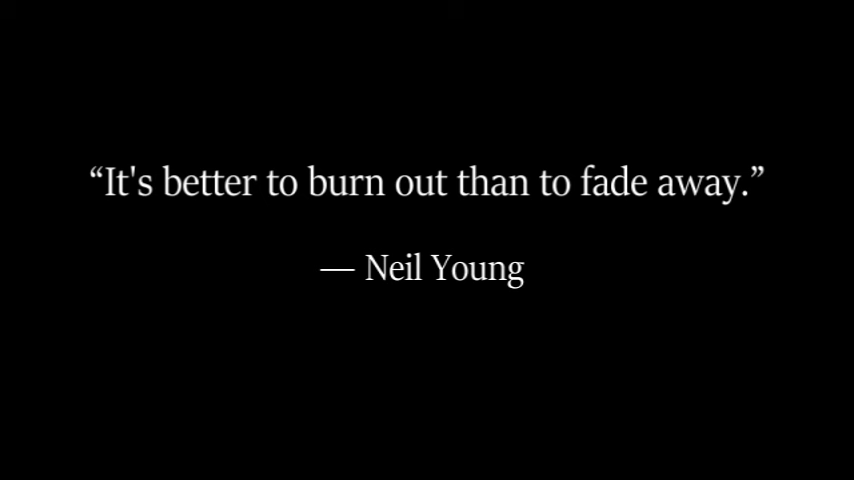 “It's better to burn out than to fade away.”
— Neil Young